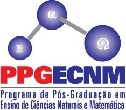 PPGECNM
Programa de Pós-Graduação em
Ensino de Ciências Naturais e Matemática